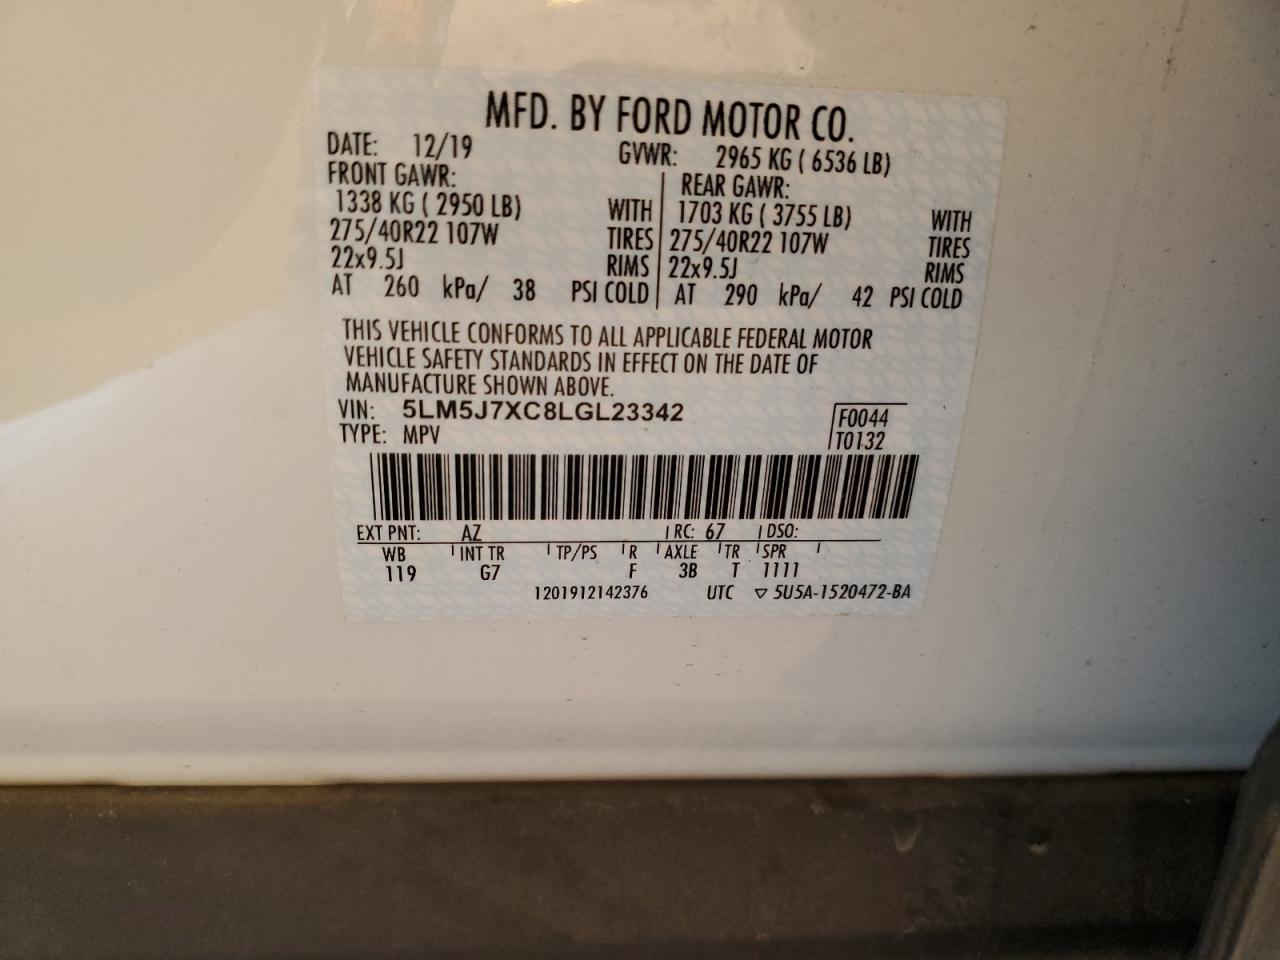 MFD. BY FORD MOTOR CO.
DATE: 12/19 GVWR: 2965 KG ( 6536 LB)
FRONT GAWR: REAR GAWR:
1338 KG ( 2950 LB) WITH 1703 KG ( 3755 LB) WITH
275/40R22 107W TIRES 275/40R22 107W TIRES
22x9.5J RIMS 22x9.5J RIMS
AT 260 kPa/ 38 PSI COLD AT 290 kPa/ 42 PSI COLD
THIS VEHICLE CONFORMS TO ALL APPLICABLE FEDERAL MOTOR
VEHICLE SAFETY STANDARDS IN EFFECT ON THE DATE OF
MANUFACTURE SHOWN ABOVE.
VIN: 5LM5J7XC8LGL23342 F0044
TYPE: MPV T0132
EXT PNT: AZ RC: 67 DSO:
WB INT TR TP/PS R AXLE TR SPR
119 G7 F 3B T 1111
1201912142376 UTC ▽ 5U5A-1520472-BA